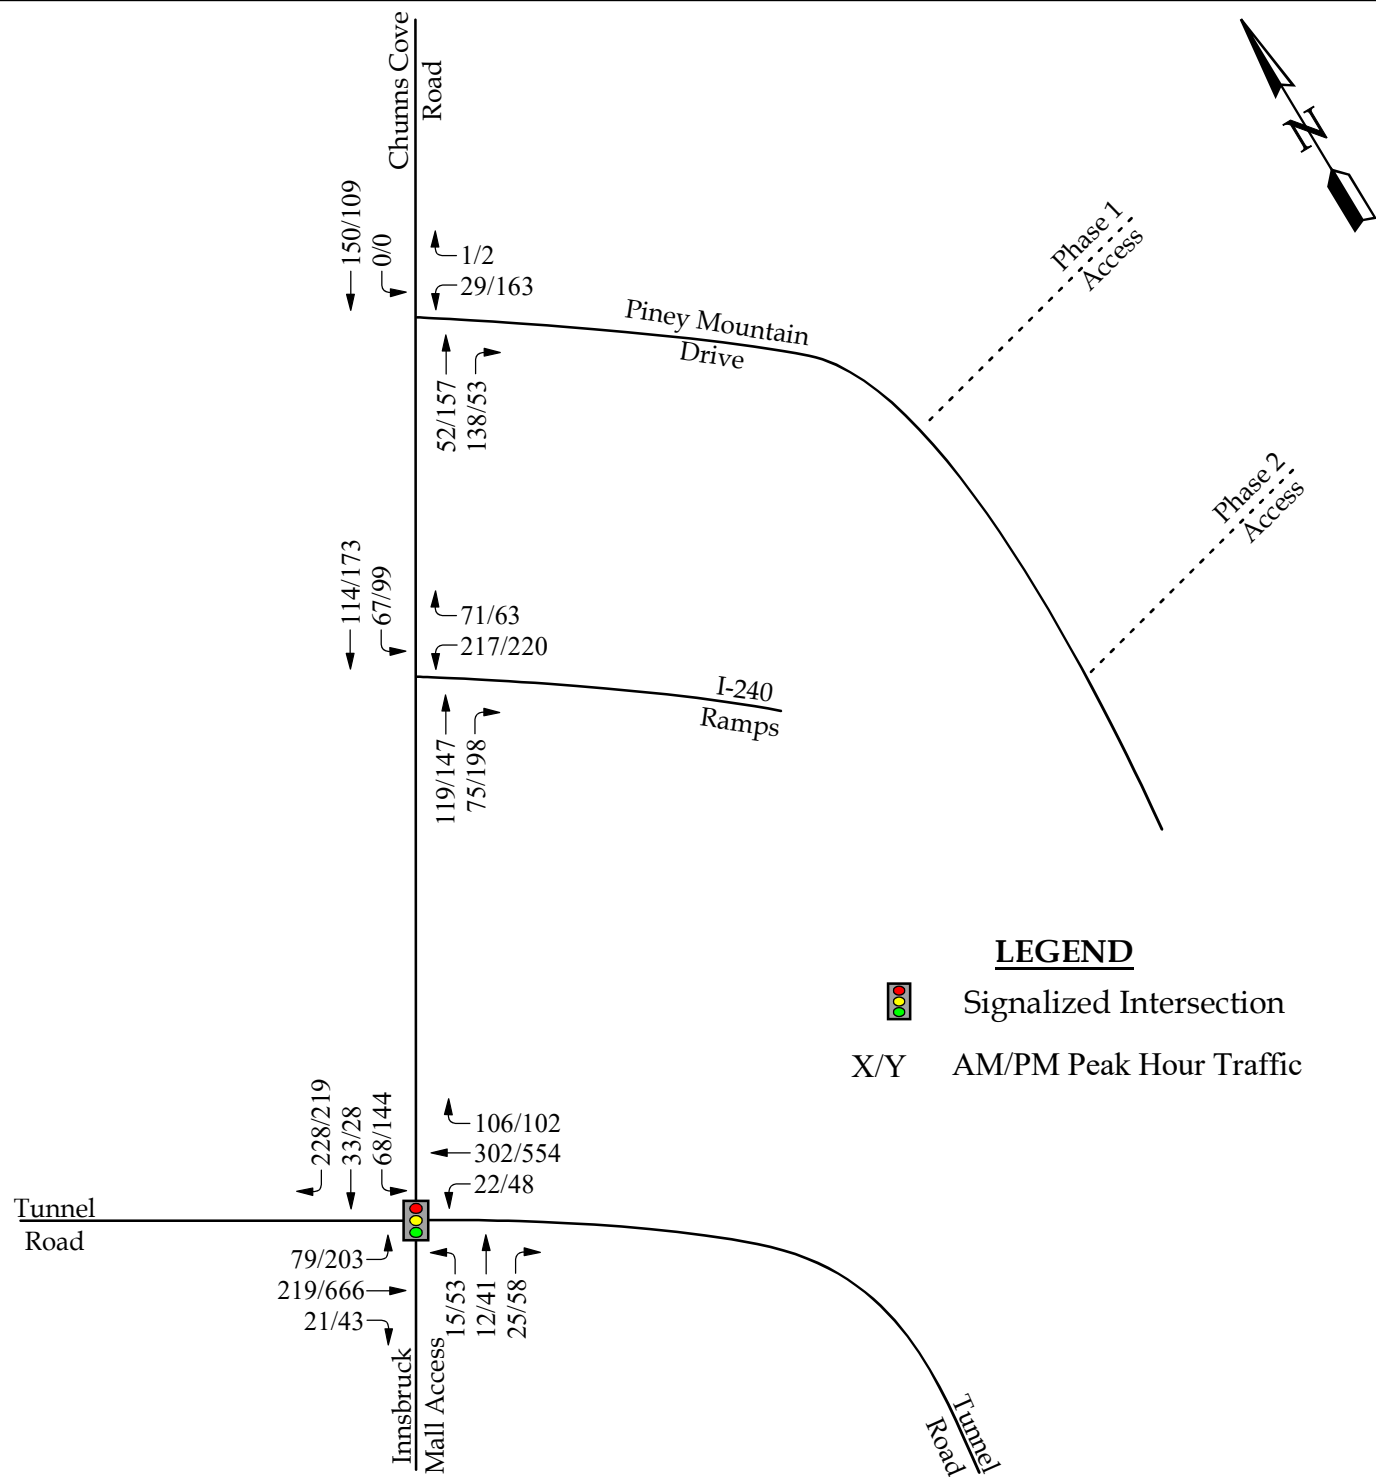 Chunns Cove
Road
N
150/109
0/0
1/2
29/163
Piney Mountain
Drive
52/157
138/53
Phase 1
Access
Phase 2
Access
114/173
67/99
71/63
217/220
I-240
Ramps
119/147
75/198
LEGEND
Signalized Intersection
X/Y AM/PM Peak Hour Traffic
228/219
33/28
68/144
106/102
302/554
22/48
Tunnel
Road
79/203
219/666
21/43
15/53
12/41
25/58
Innsbruck
Mall Access
Tunnel
Road